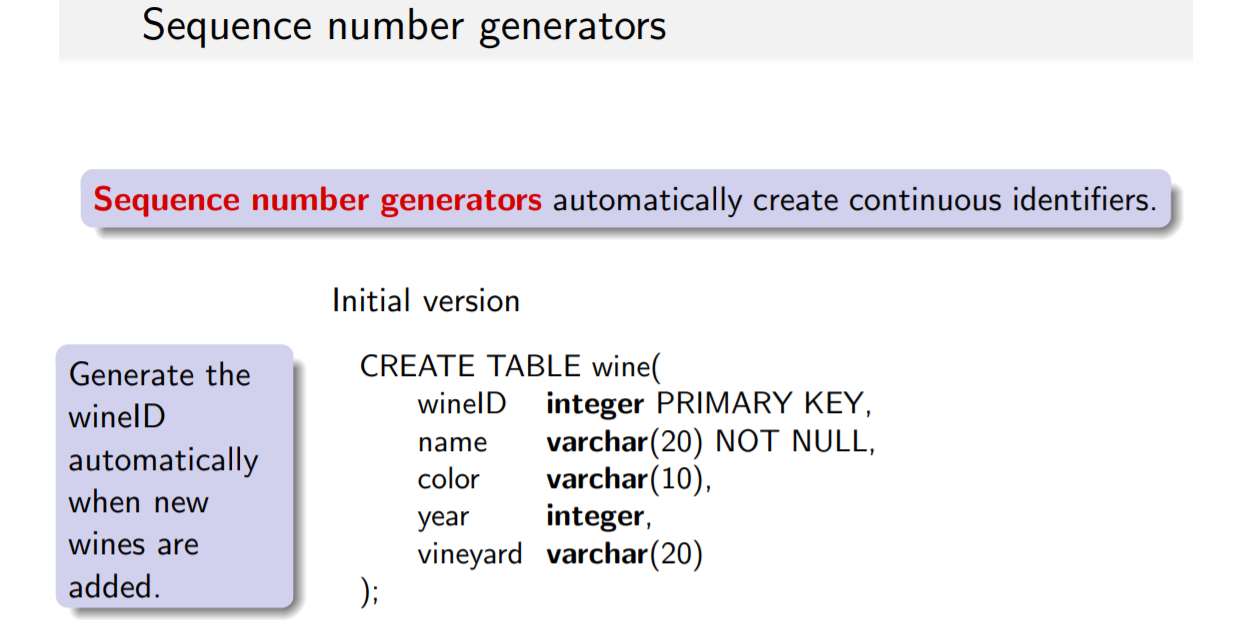 Sequence number generators
Sequence number generators automatically create continuous identifiers.
Initial version
Generate the
wineID
automatically
when new
wines are
added.
CREATE TABLE wine(
wineID integer PRIMARY KEY,
name varchar(20) NOT NULL,
color varchar(10),
year integer,
vineyard varchar(20)
);